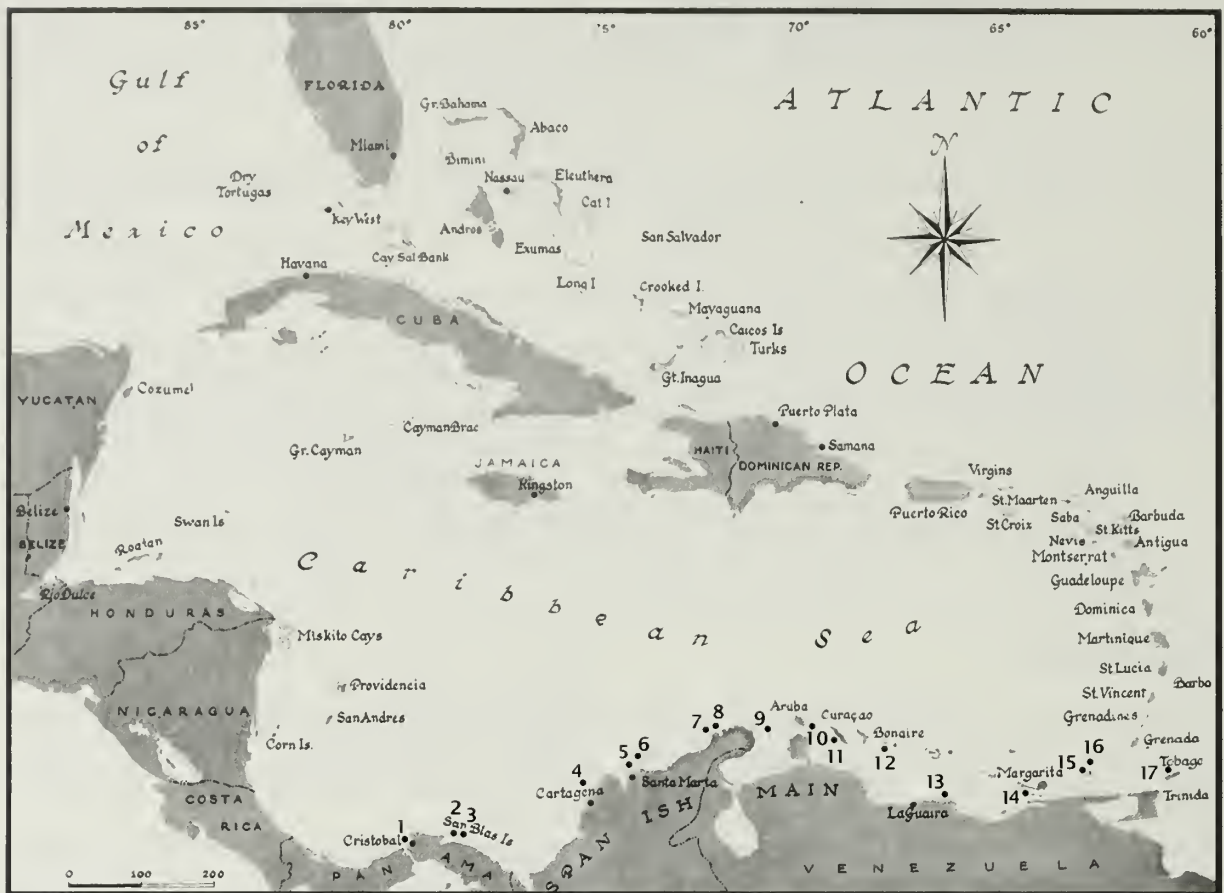 85° 80° 75° 70° 65° 60°
Gulf
of
Mexico
ATLANTIC
OCEAN
N
FLORIDA
Miami
Gr. Bahama
Abaco
Bimini
Nassau
Eleuthera
Cat I
Dry
Tortugas
Key West
Andros
Exumas
San Salvador
Cay Sal Bank
Havana
Long I
Crooked I.
Mayaguana
CUBA
Caicos Is
Turks
Gt. Inagua
YUCATAN
Cozumel
Cayman Brac
Gr. Cayman
Puerto Plata
Samana
HAITI
DOMINICAN REP.
JAMAICA
Kingston
Virgins
Puerto Rico
St. Maarten
Anguilla
St Croix
Saba
Barbuda
St Kitts
Nevis
Antigua
Montserrat
Guadeloupe
Dominica
Martinique
St Lucia
Barba
St. Vincent
Grenadines
Grenada
Tobago
Trinida
Belize
BELIZE
Swan Is
Roatan
Rio Dulce
HONDURAS
Caribbean Sea
Miskito Cays
Providencia
San Andres
NICARAGUA
Corn Is.
COSTA
RICA
Cristobal
San Blas Is
PAN AMA
Cartagena
Santa Marta
SPAN ISH MAIN
Aruba
Curaçao
Bonaire
La Guaira
Margarita
VENEZUELA
1 2 3 4 5 6 7 8 9 10 11 12 13 14 15 16 17
0 100 200